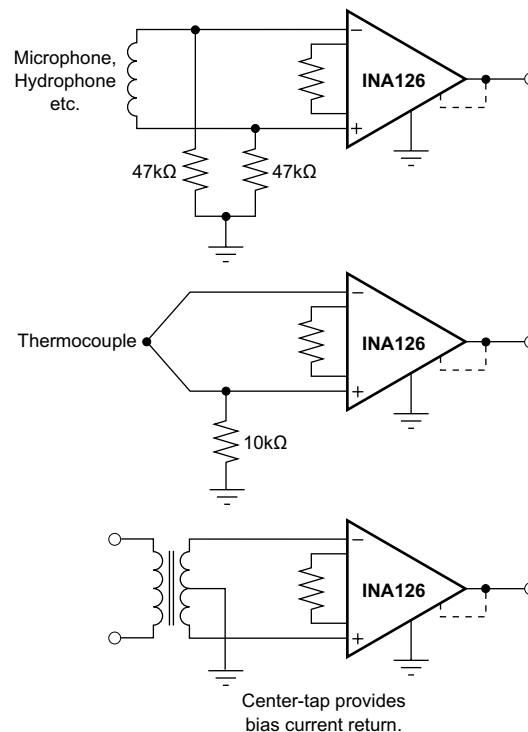 Microphone,
Hydrophone
etc.
−
INA126
+
47kΩ
47kΩ
Thermocouple
−
INA126
+
10kΩ
−
INA126
+
Center-tap provides
bias current return.